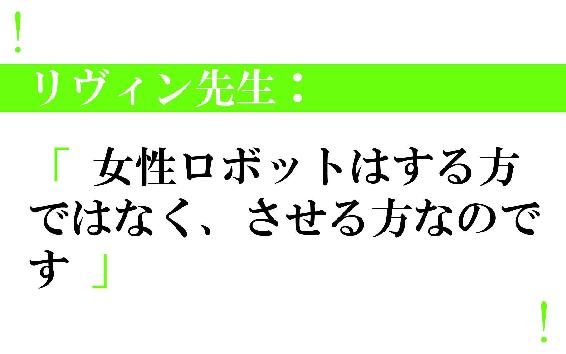 !
リヴィン先生：
「 女性ロボットはする方
ではなく、させる方なので
す 」
!